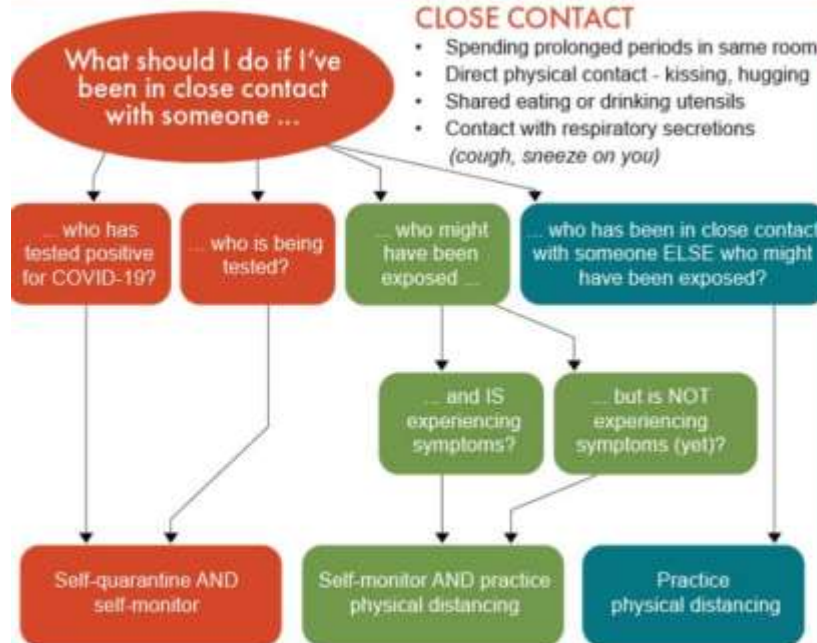 What should I do if I've
been in close contact
with someone ...
CLOSE CONTACT
• Spending prolonged periods in same room
• Direct physical contact - kissing, hugging
• Shared eating or drinking utensils
• Contact with respiratory secretions
(cough, sneeze on you)
... who has
tested positive
for COVID-19?
... who is being
tested?
... who might
have been
exposed ...
... who has been in close contact
with someone ELSE who might
have been exposed?
... and IS
experiencing
symptoms?
... but is NOT
experiencing
symptoms (yet)?
Self-quarantine AND
self-monitor
Self-monitor AND practice
physical distancing
Practice
physical distancing